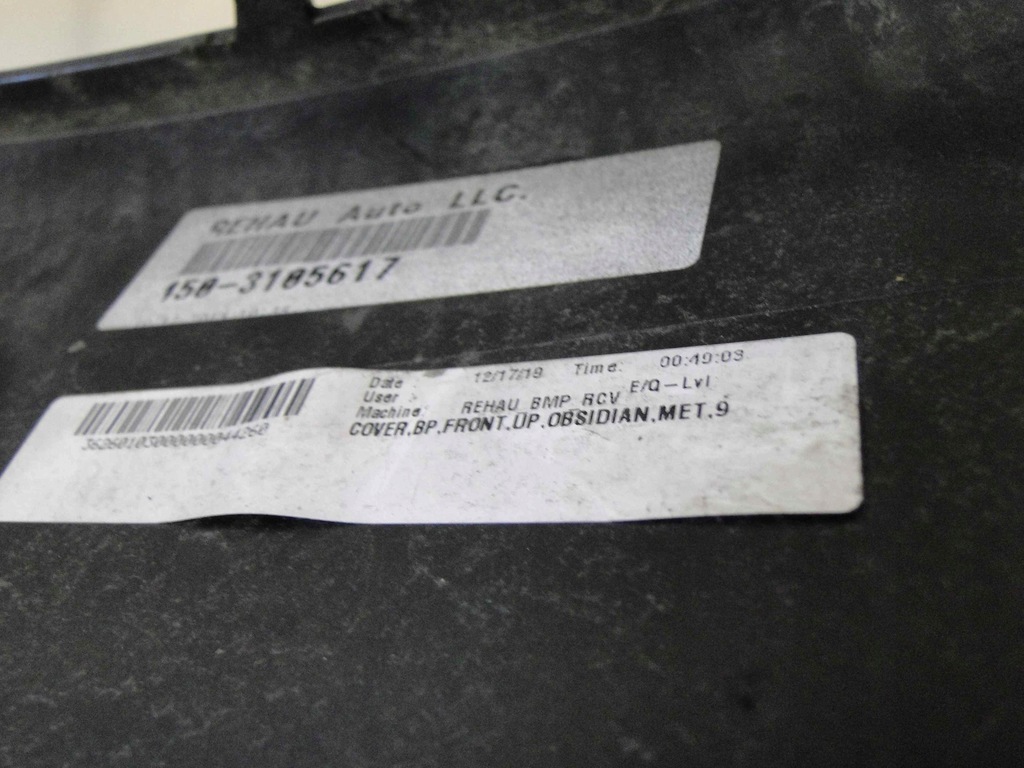 REHAU Auto LLC.
150-3105617
Date 12/17/19 Time: 00:49:03
User :
E/Q-Lvl
Machine: REHAU BMP RCV
COVER,BP,FRONT,UP,OBSIDIAN,MET,9